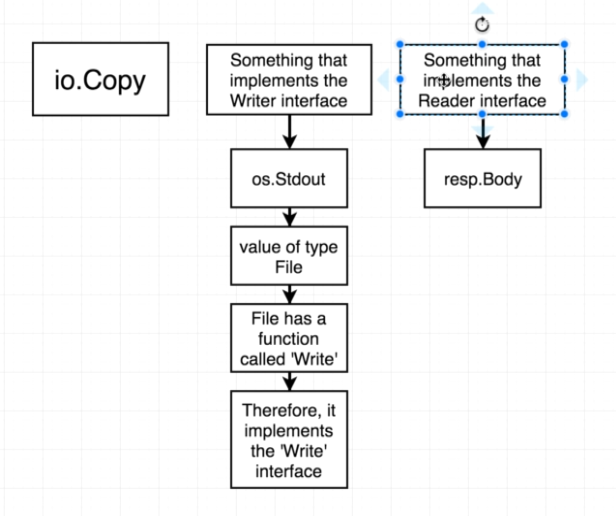 io.Copy
Something that
implements the
Writer interface
Something that
implements the
Reader interface
os.Stdout
resp.Body
value of type
File
File has a
function
called 'Write'
Therefore, it
implements
the 'Write'
interface